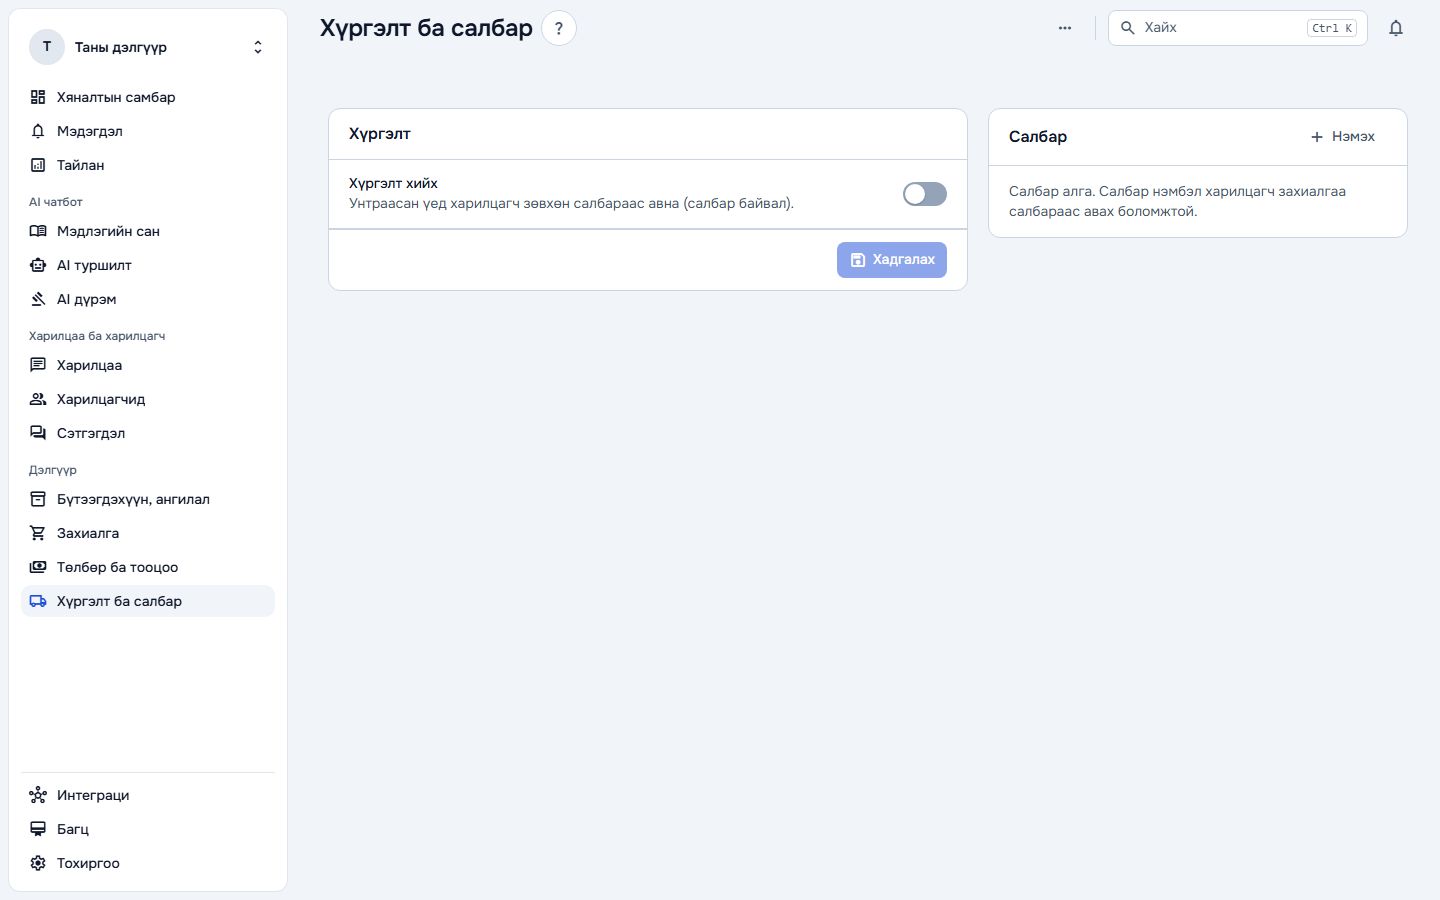 Т
Таны дэлгүүр
Хяналтын самбар
Мэдэгдэл
Тайлан
AI чатбот
Мэдлэгийн сан
AI туршилт
AI дүрэм
Харилцаа ба харилцагч
Харилцаа
Харилцагчид
Сэтгэгдэл
Дэлгүүр
Бүтээгдэхүүн, ангилал
Захиалга
Төлбөр ба тооцоо
Хүргэлт ба салбар
Интеграци
Багц
Тохиргоо
Хүргэлт ба салбар
?
Хайх
Ctrl K
Хүргэлт
Хүргэлт хийх
Унтраасан үед харилцагч зөвхөн салбараас авна (салбар байвал).
Хадгалах
Салбар
Нэмэх
Салбар алга. Салбар нэмбэл харилцагч захиалгаа
салбараас авах боломжтой.